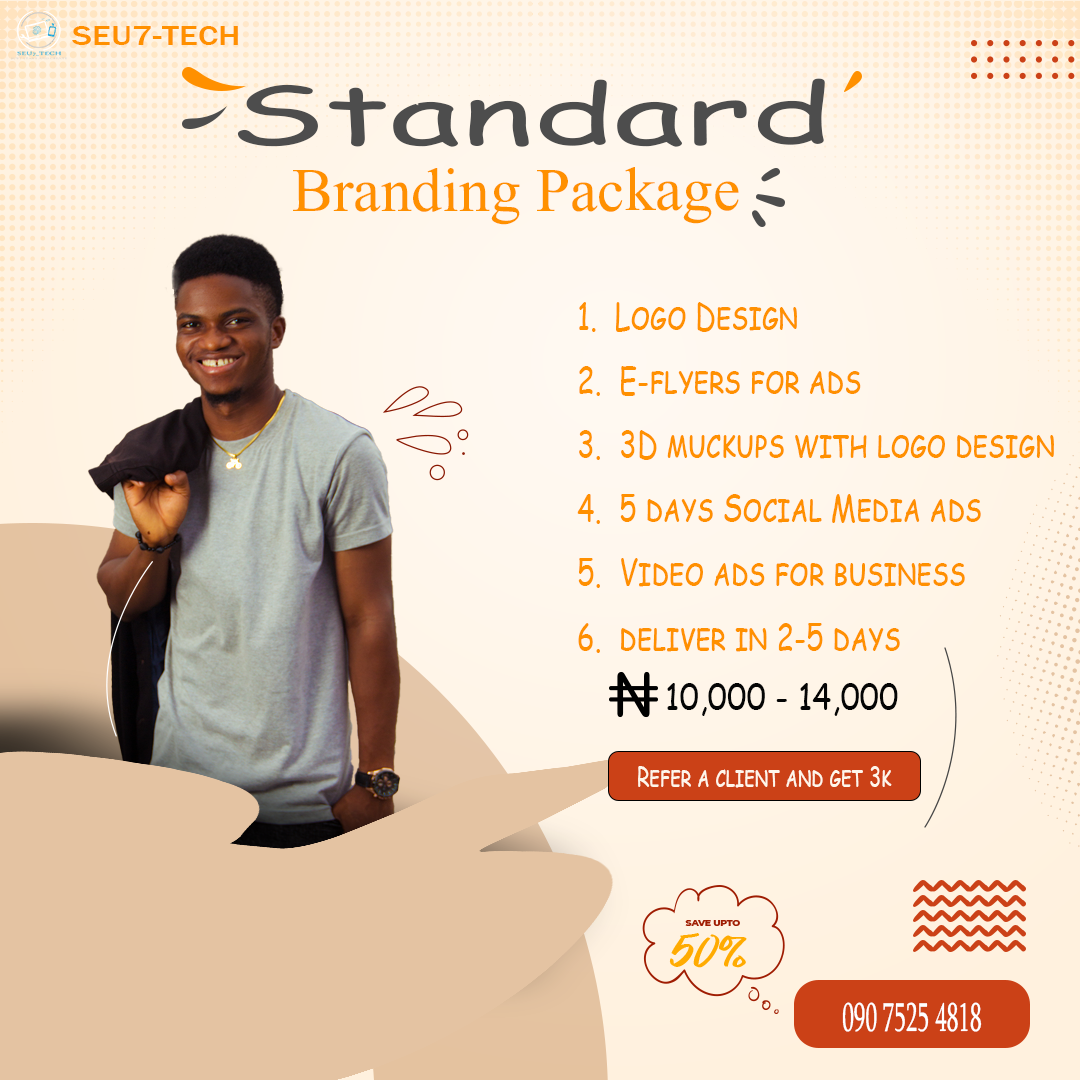 SEU7-TECH
SEU7_TECH
Standard
Branding Package
1. Logo Design
2. E-flyers for ads
3. 3D muckups with logo design
4. 5 days Social Media ads
5. Video ads for business
6. deliver in 2-5 days
₦ 10,000 - 14,000
Refer a client and get 3k
SAVE UPTO
50%
090 7525 4818